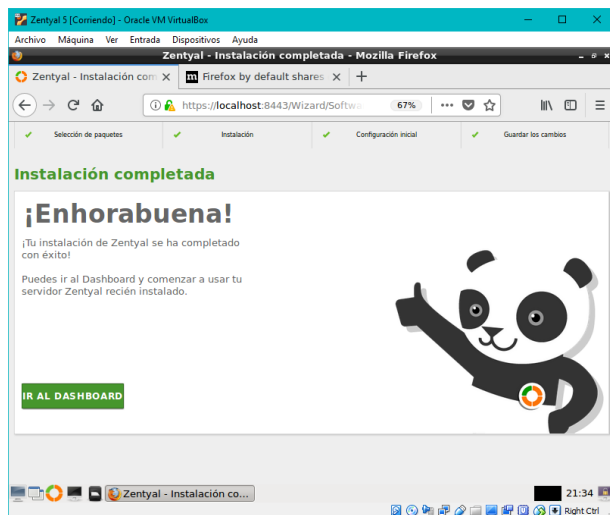 Zentyal 5 [Corriendo] - Oracle VM VirtualBox
Archivo Máquina Ver Entrada Dispositivos Ayuda
Zentyal - Instalación completada - Mozilla Firefox
Zentyal - Instalación com
Firefox by default shares
https://localhost:8443/Wizard/Softwa
67%
Selección de paquetes
Instalación
Configuración inicial
Guardar los cambios
Instalación completada
¡Enhorabuena!
¡Tu instalación de Zentyal se ha completado
con éxito!
Puedes ir al Dashboard y comenzar a usar tu
servidor Zentyal recién instalado.
IR AL DASHBOARD
Zentyal - Instalación co...
21:34
Right Ctrl